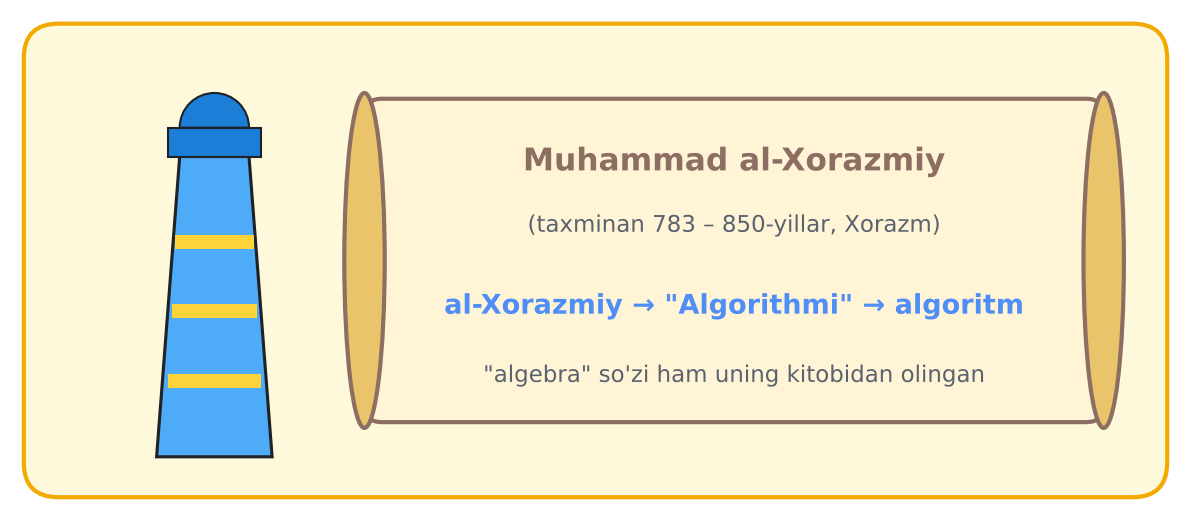 Muhammad al-Xorazmiy
(taxminan 783 – 850-yillar, Xorazm)
al-Xorazmiy → "Algorithmi" → algoritm
"algebra" so'zi ham uning kitobidan olingan